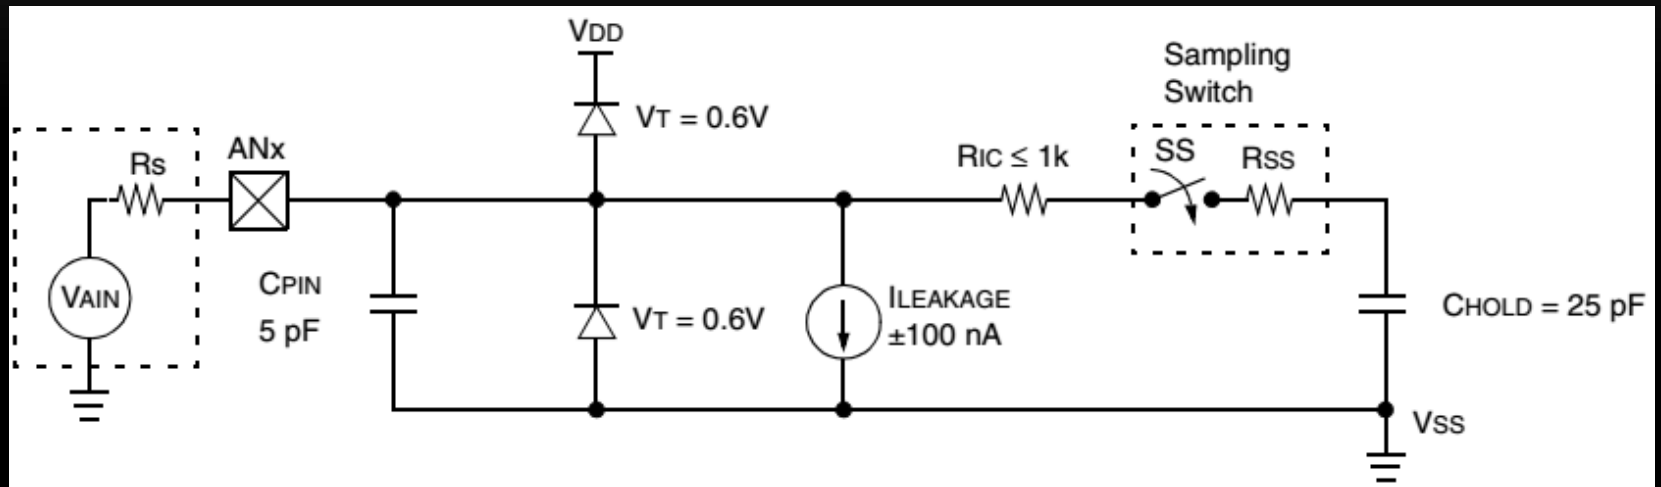 VDD
Sampling
Switch
VT = 0.6V
Rs
ANx
RIC ≤ 1k
SS
RSS
VAIN
CPIN
5 pF
VT = 0.6V
ILEAKAGE
±100 nA
CHOLD = 25 pF
VSS